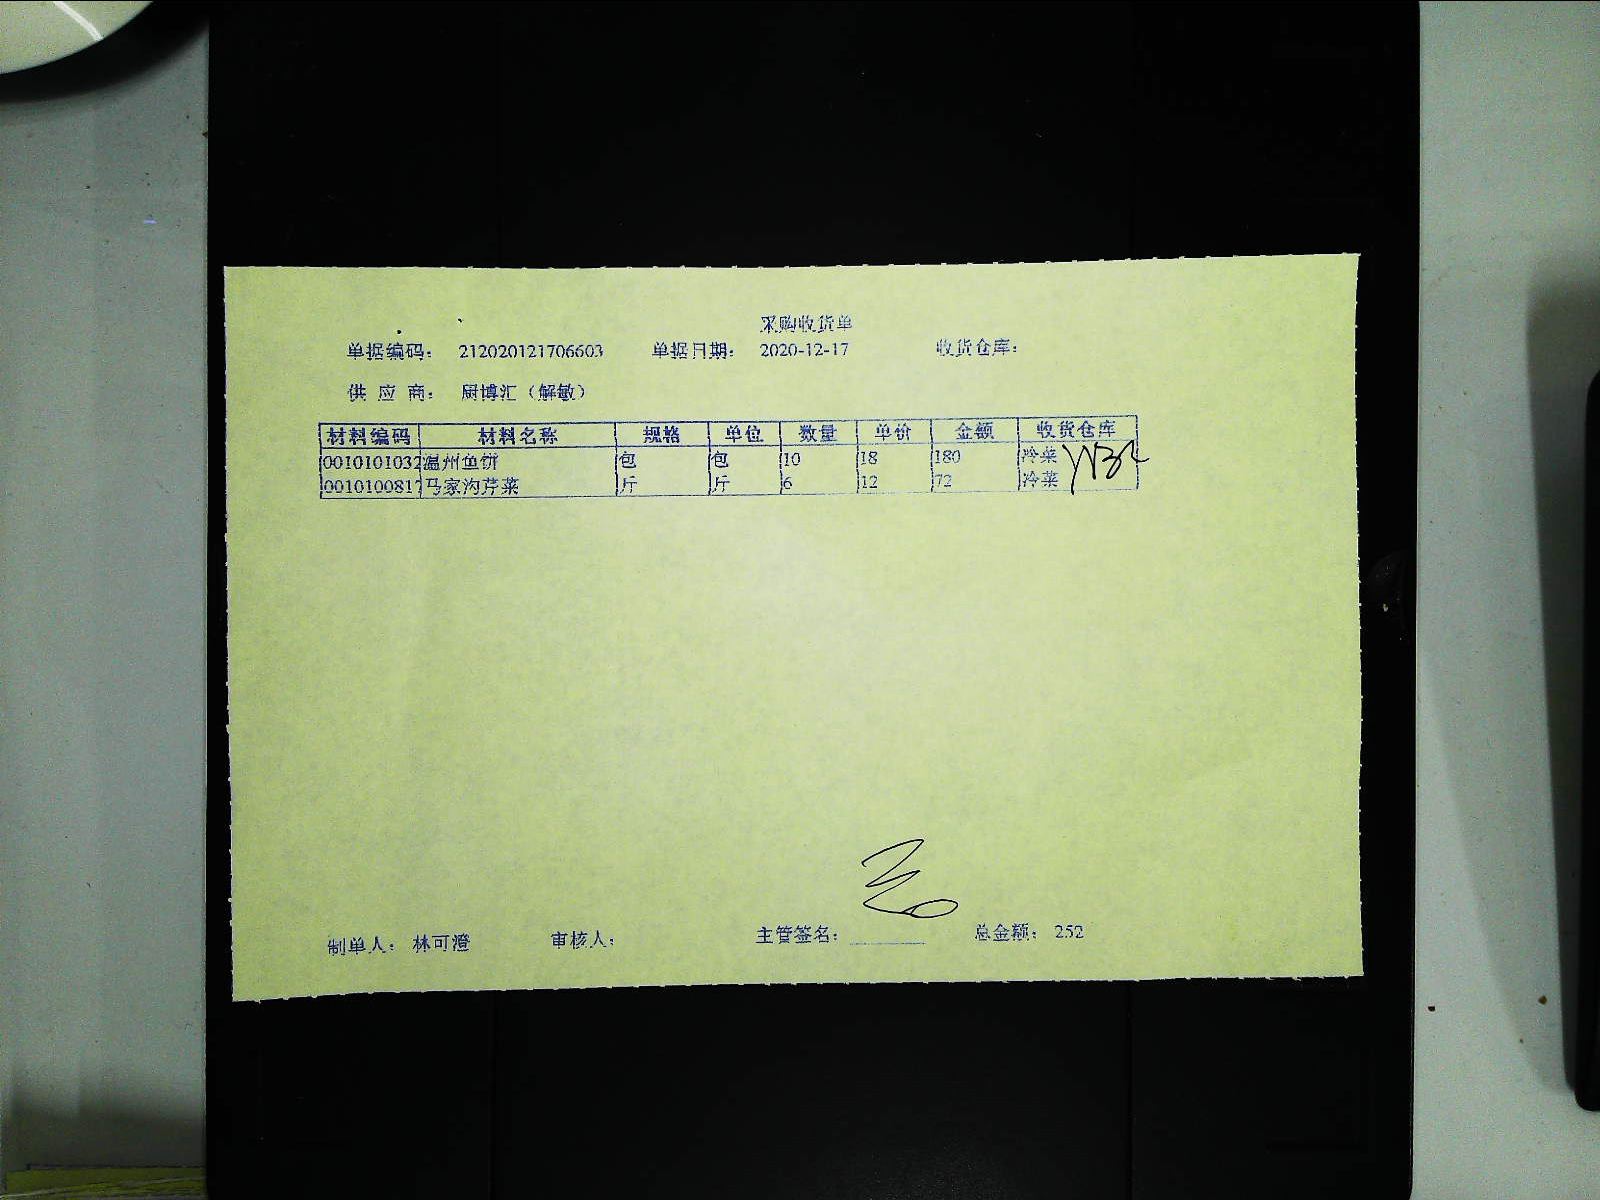 采购收货单
单据编码: 212020121706603 单据日期: 2020-12-17 收货仓库:
供 应 商: 厨博汇（解敏）
材料编码 材料名称 规格 单位 数量 单价 金额 收货仓库
0010101032 温州鱼饼 包 包 10 18 180 冷菜
0010100817 马家沟芹菜 斤 斤 6 12 72 冷菜
制单人: 林可澄 审核人: 主管签名: 总金额: 252